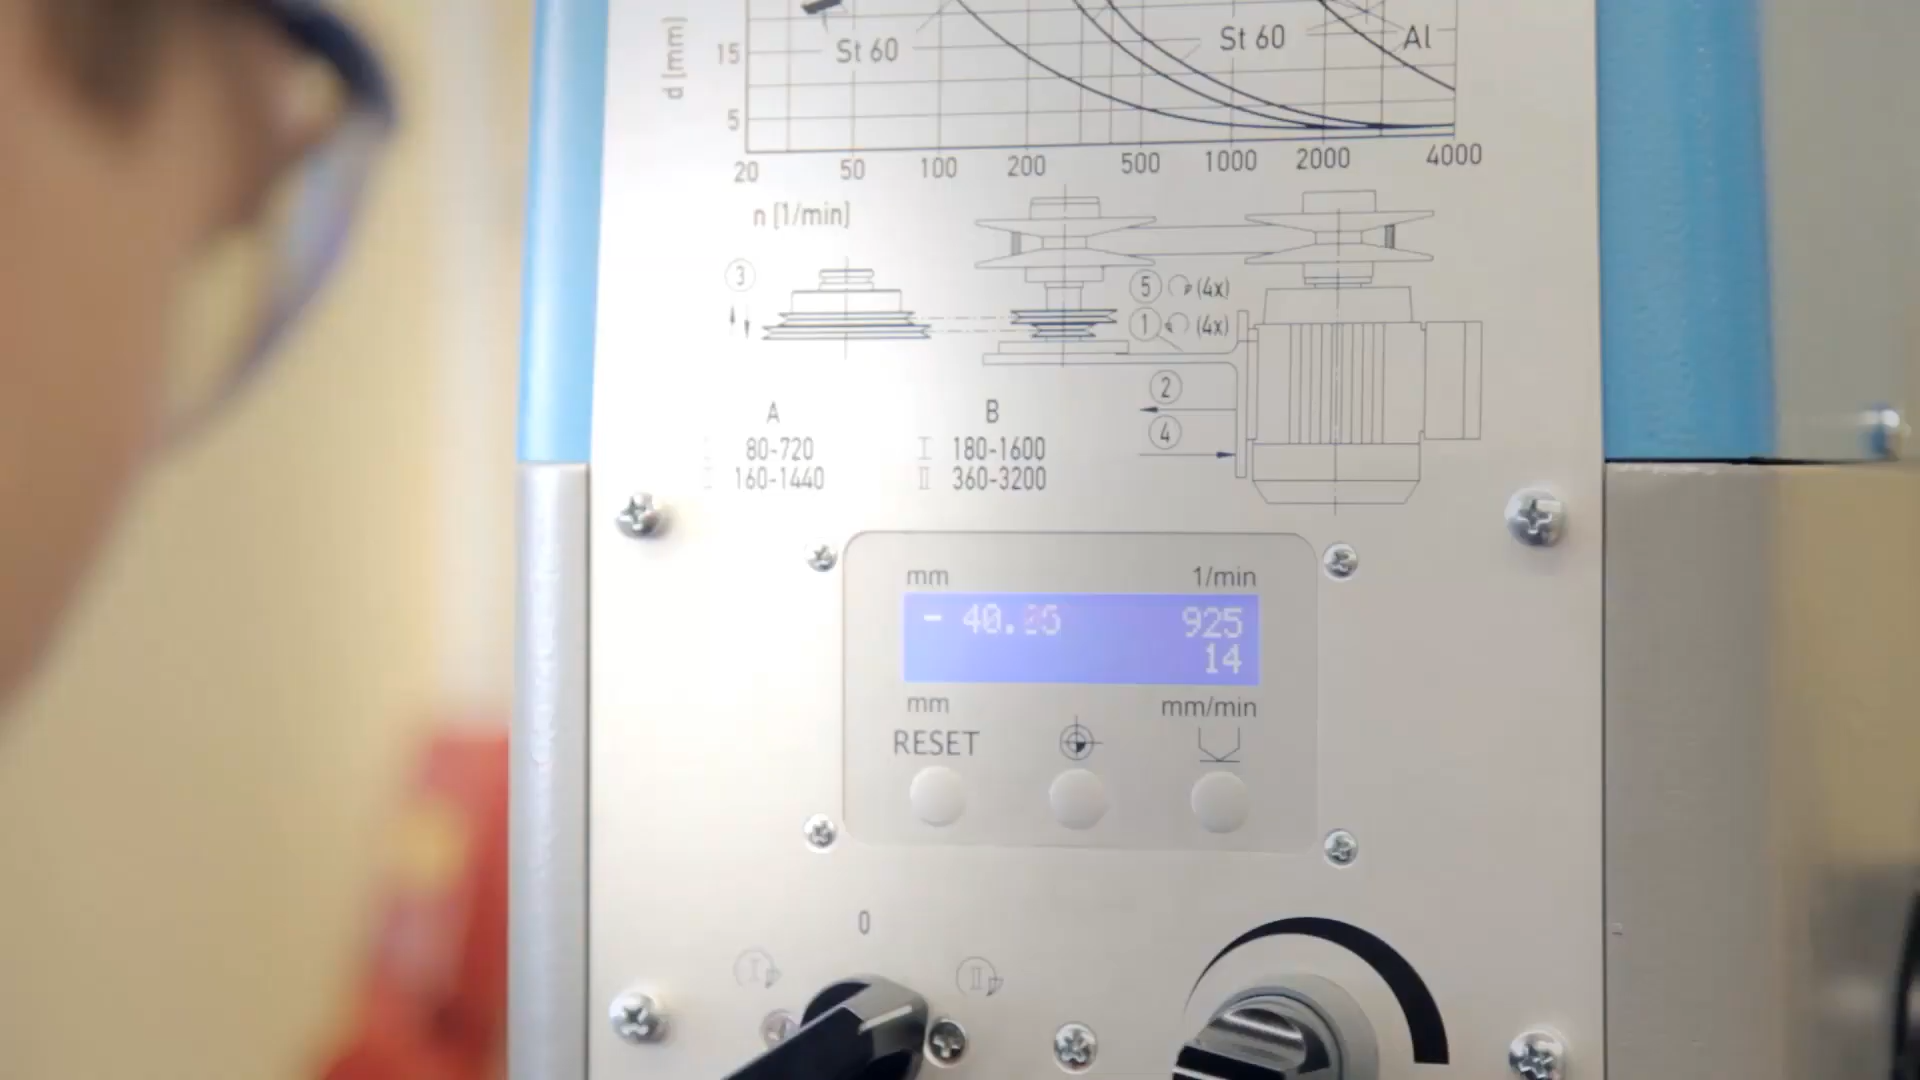 d [mm]
St 60
St 60
Al
15
5
20 50 100 200 500 1000 2000 4000
n [1/min]
3
5 (4x)
1 (4x)
2
4
A B
80-720 I 180-1600
160-1440 II 360-3200
mm 1/min
925
14
mm mm/min
RESET
0
I II